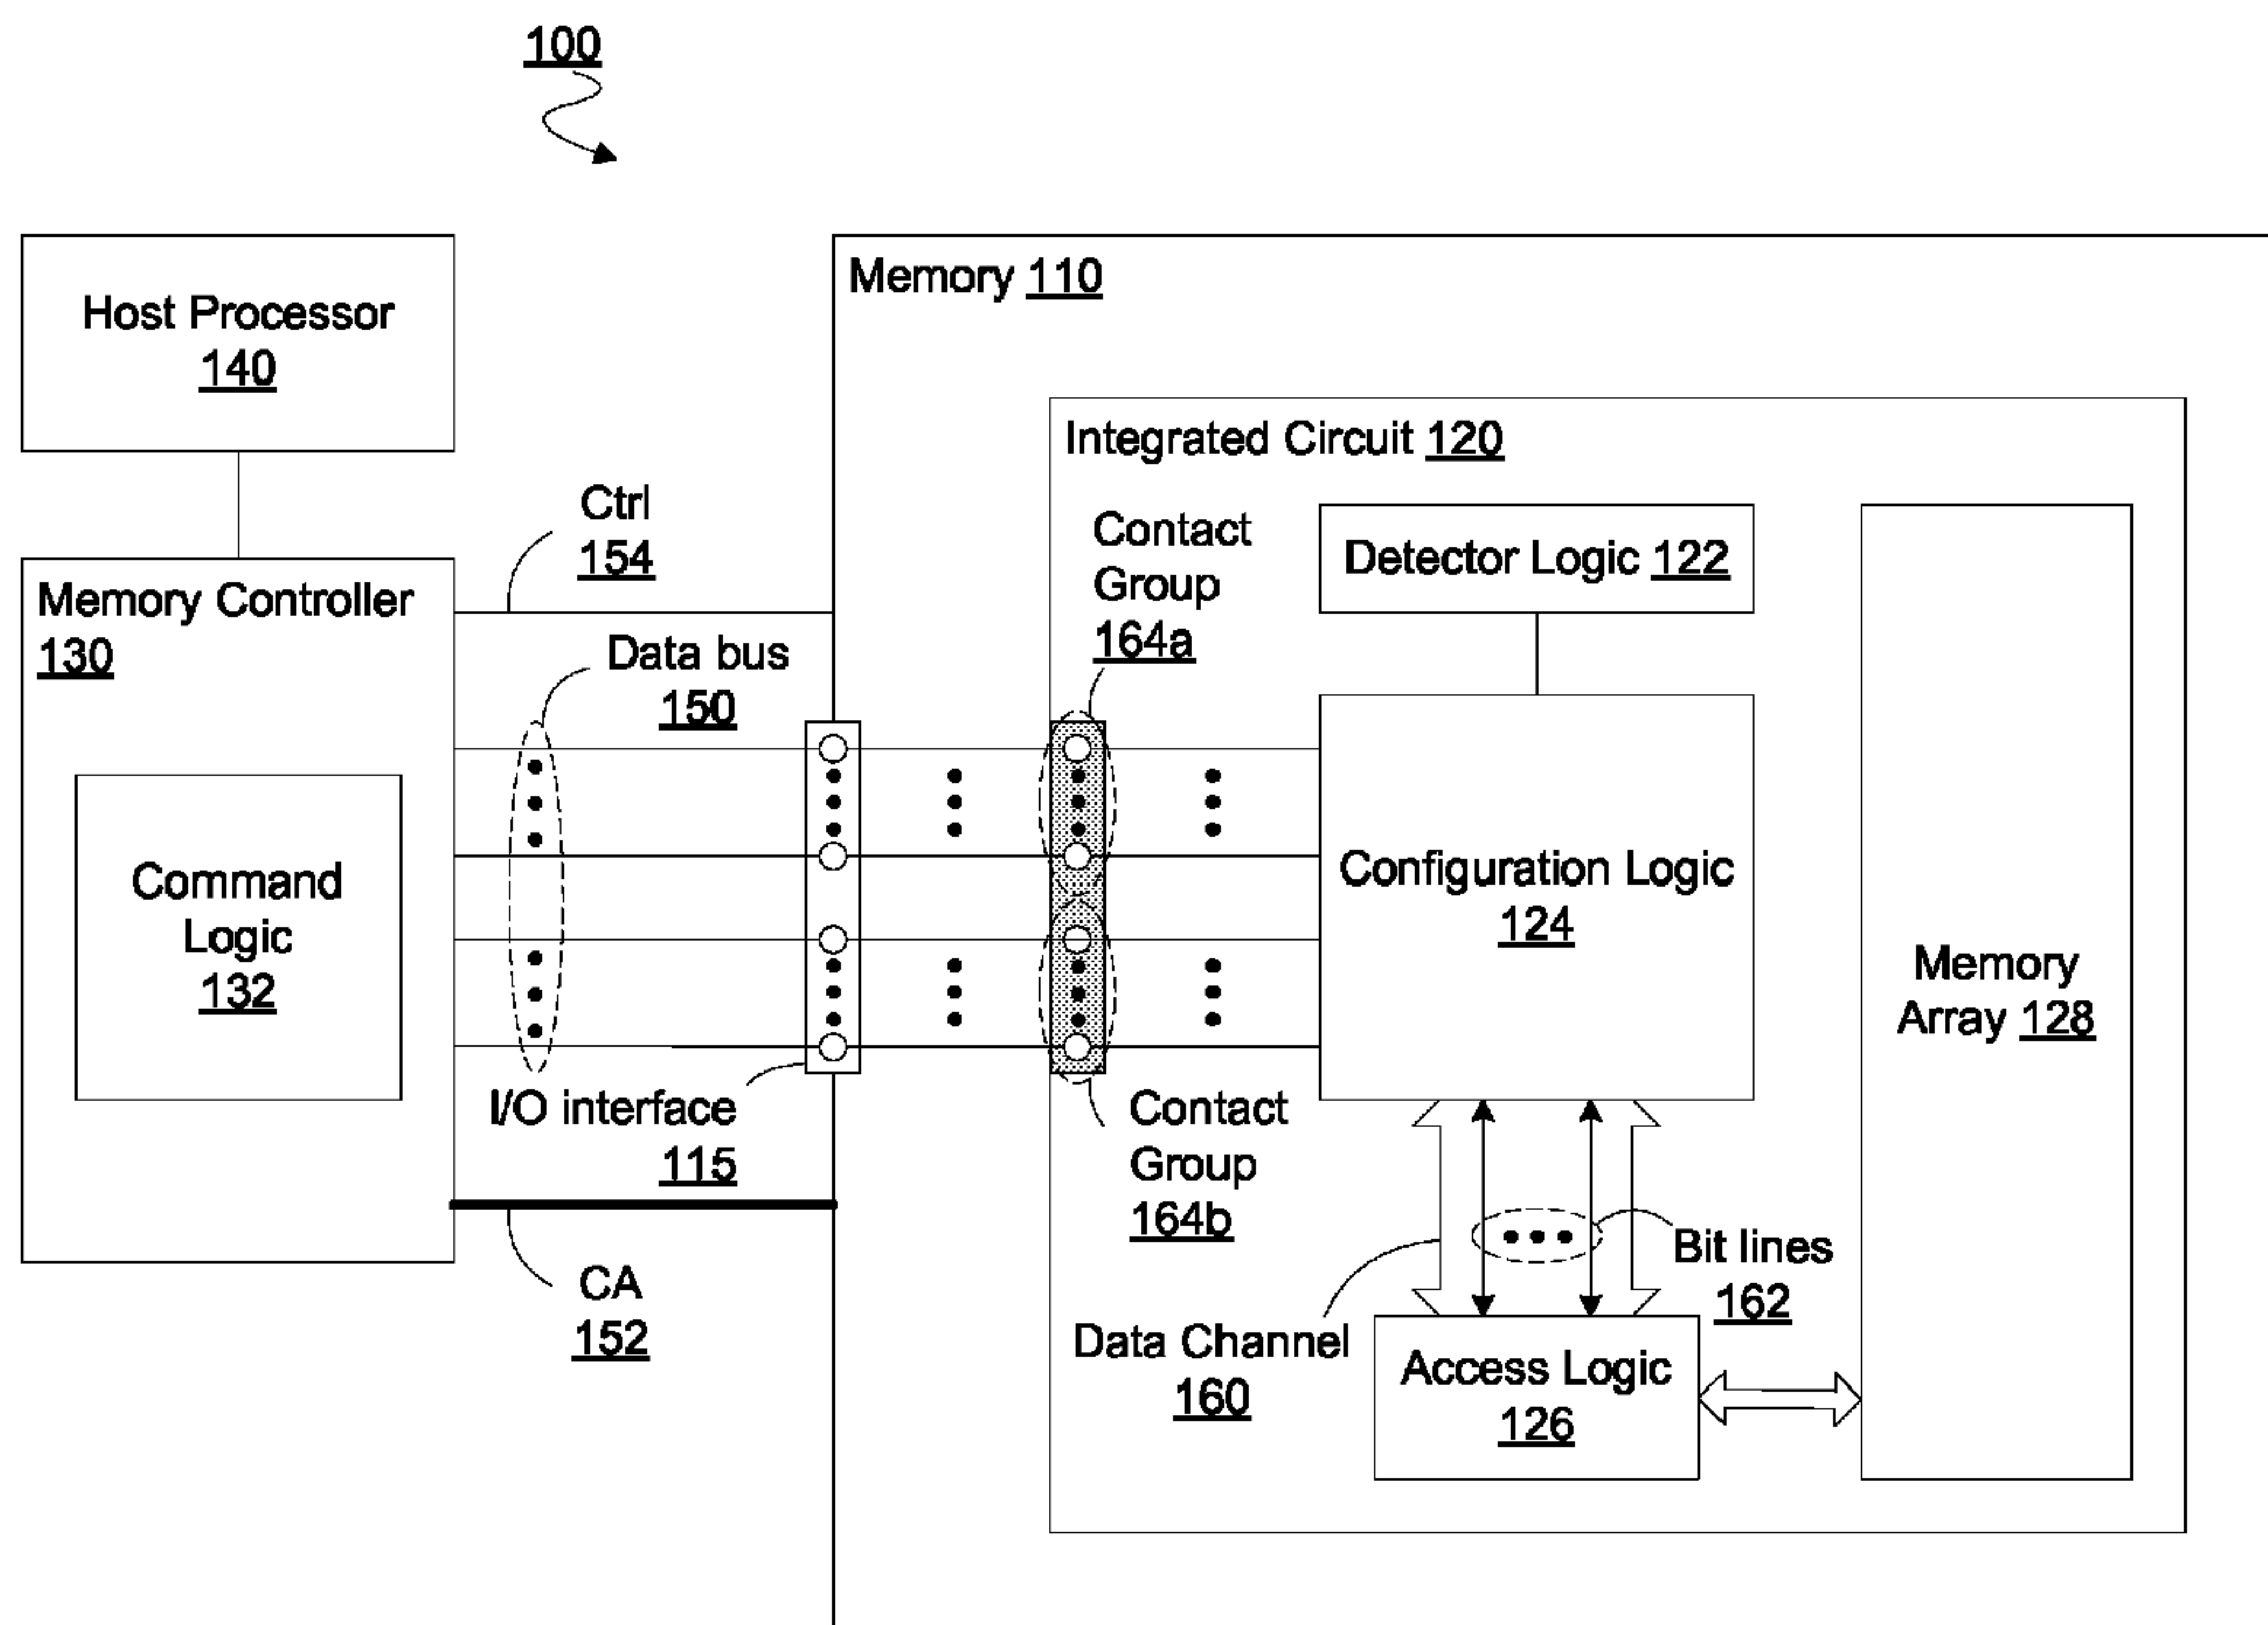 100
Host Processor
140
Memory Controller
130
Command
Logic
132
Ctrl
154
Data bus
150
I/O interface
115
CA
152
Memory 110
Integrated Circuit 120
Contact
Group
164a
Contact
Group
164b
Detector Logic 122
Configuration Logic
124
Bit lines
162
Data Channel
160
Access Logic
126
Memory
Array 128